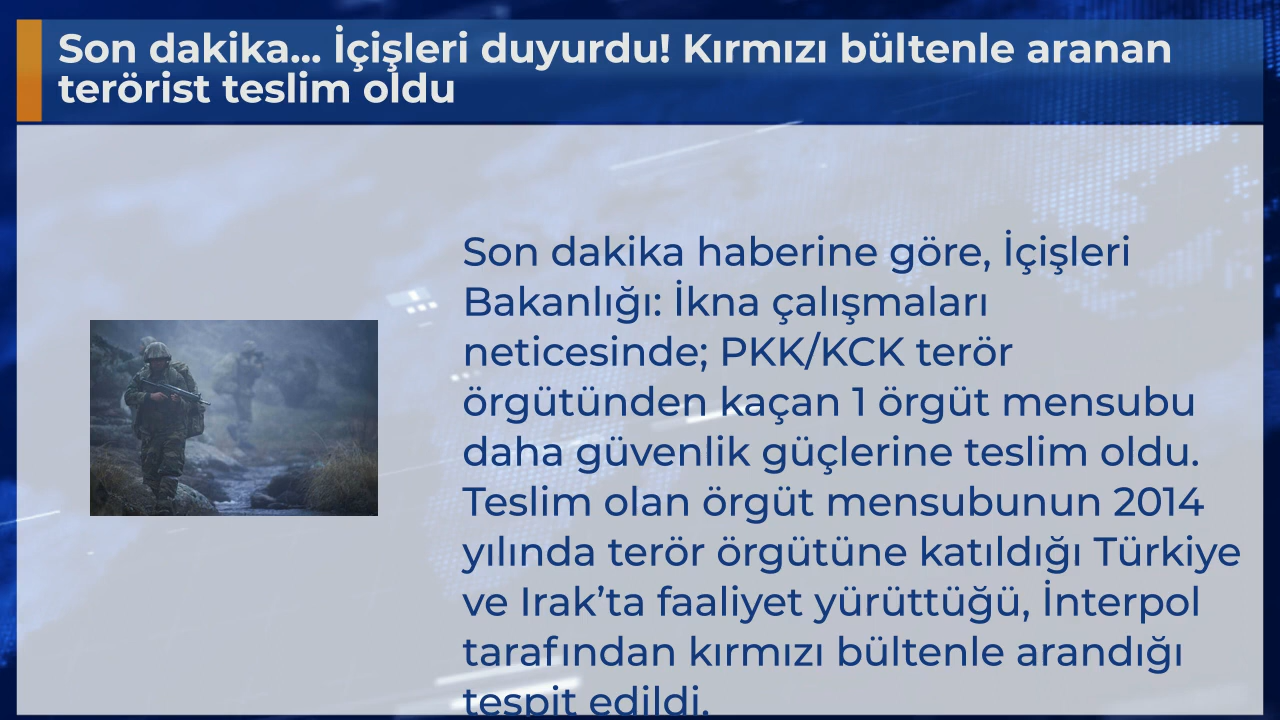 Son dakika... İçişleri duyurdu! Kırmızı bültenle aranan
terörist teslim oldu
Son dakika haberine göre, İçişleri
Bakanlığı: İkna çalışmaları
neticesinde; PKK/KCK terör
örgütünden kaçan 1 örgüt mensubu
daha güvenlik güçlerine teslim oldu.
Teslim olan örgüt mensubunun 2014
yılında terör örgütüne katıldığı Türkiye
ve Irak’ta faaliyet yürüttüğü, İnterpol
tarafından kırmızı bültenle arandığı
tespit edildi.